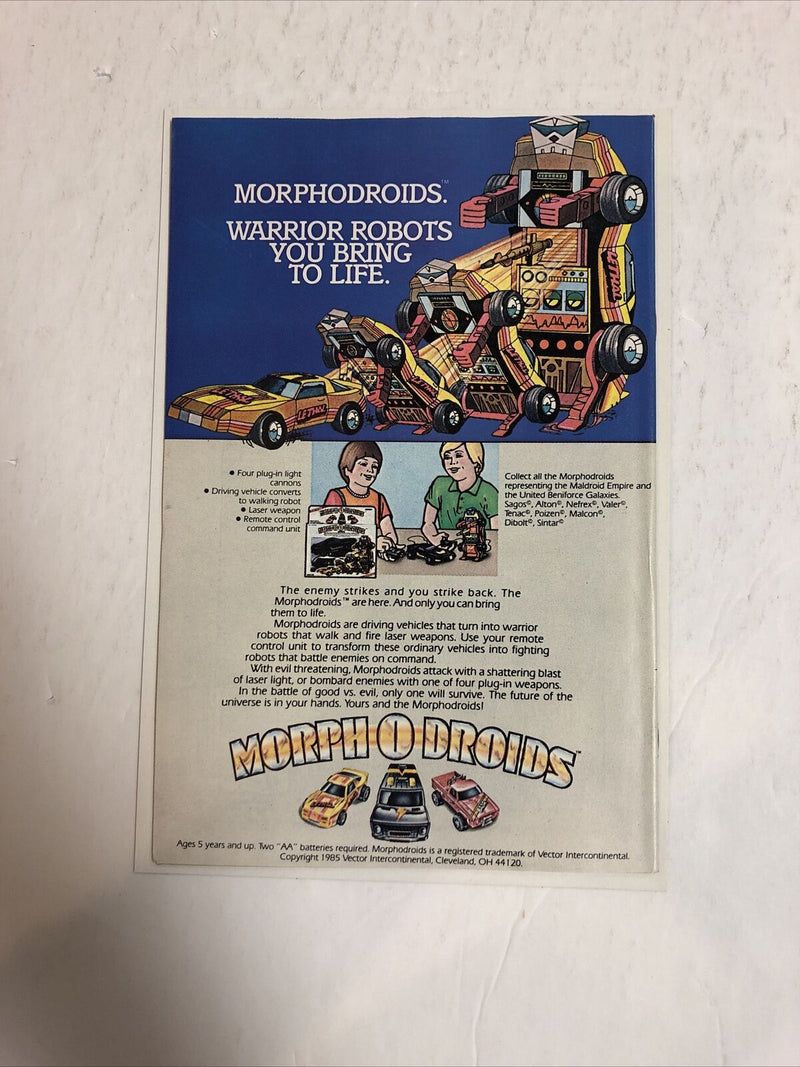 MORPHODROIDS.™
WARRIOR ROBOTS
YOU BRING
TO LIFE.
LETHAL
LETHAL
LETHAL
LETHAL
• Four plug-in light
cannons
• Driving vehicle converts
to walking robot
• Laser weapon
• Remote control
command unit
MORPH-O-DROIDS
Collect all the Morphodroids
representing the Maldroid Empire and
the United Beniforce Galaxies.
Sagos©, Alton©, Nefrex©, Valer©,
Tenac©, Poizen©, Malcon©,
Dibolt©, Sintar©
The enemy strikes and you strike back. The
Morphodroids™ are here. And only you can bring
them to life.
Morphodroids are driving vehicles that turn into warrior
robots that walk and fire laser weapons. Use your remote
control unit to transform these ordinary vehicles into fighting
robots that battle enemies on command.
With evil threatening, Morphodroids attack with a shattering blast
of laser light, or bombard enemies with one of four plug-in weapons.
In the battle of good vs. evil, only one will survive. The future of the
universe is in your hands. Yours and the Morphodroids!
MORPH-O-DROIDS™
Ages 5 years and up. Two "AA" batteries required. Morphodroids is a registered trademark of Vector Intercontinental.
Copyright 1985 Vector Intercontinental, Cleveland, OH 44120.